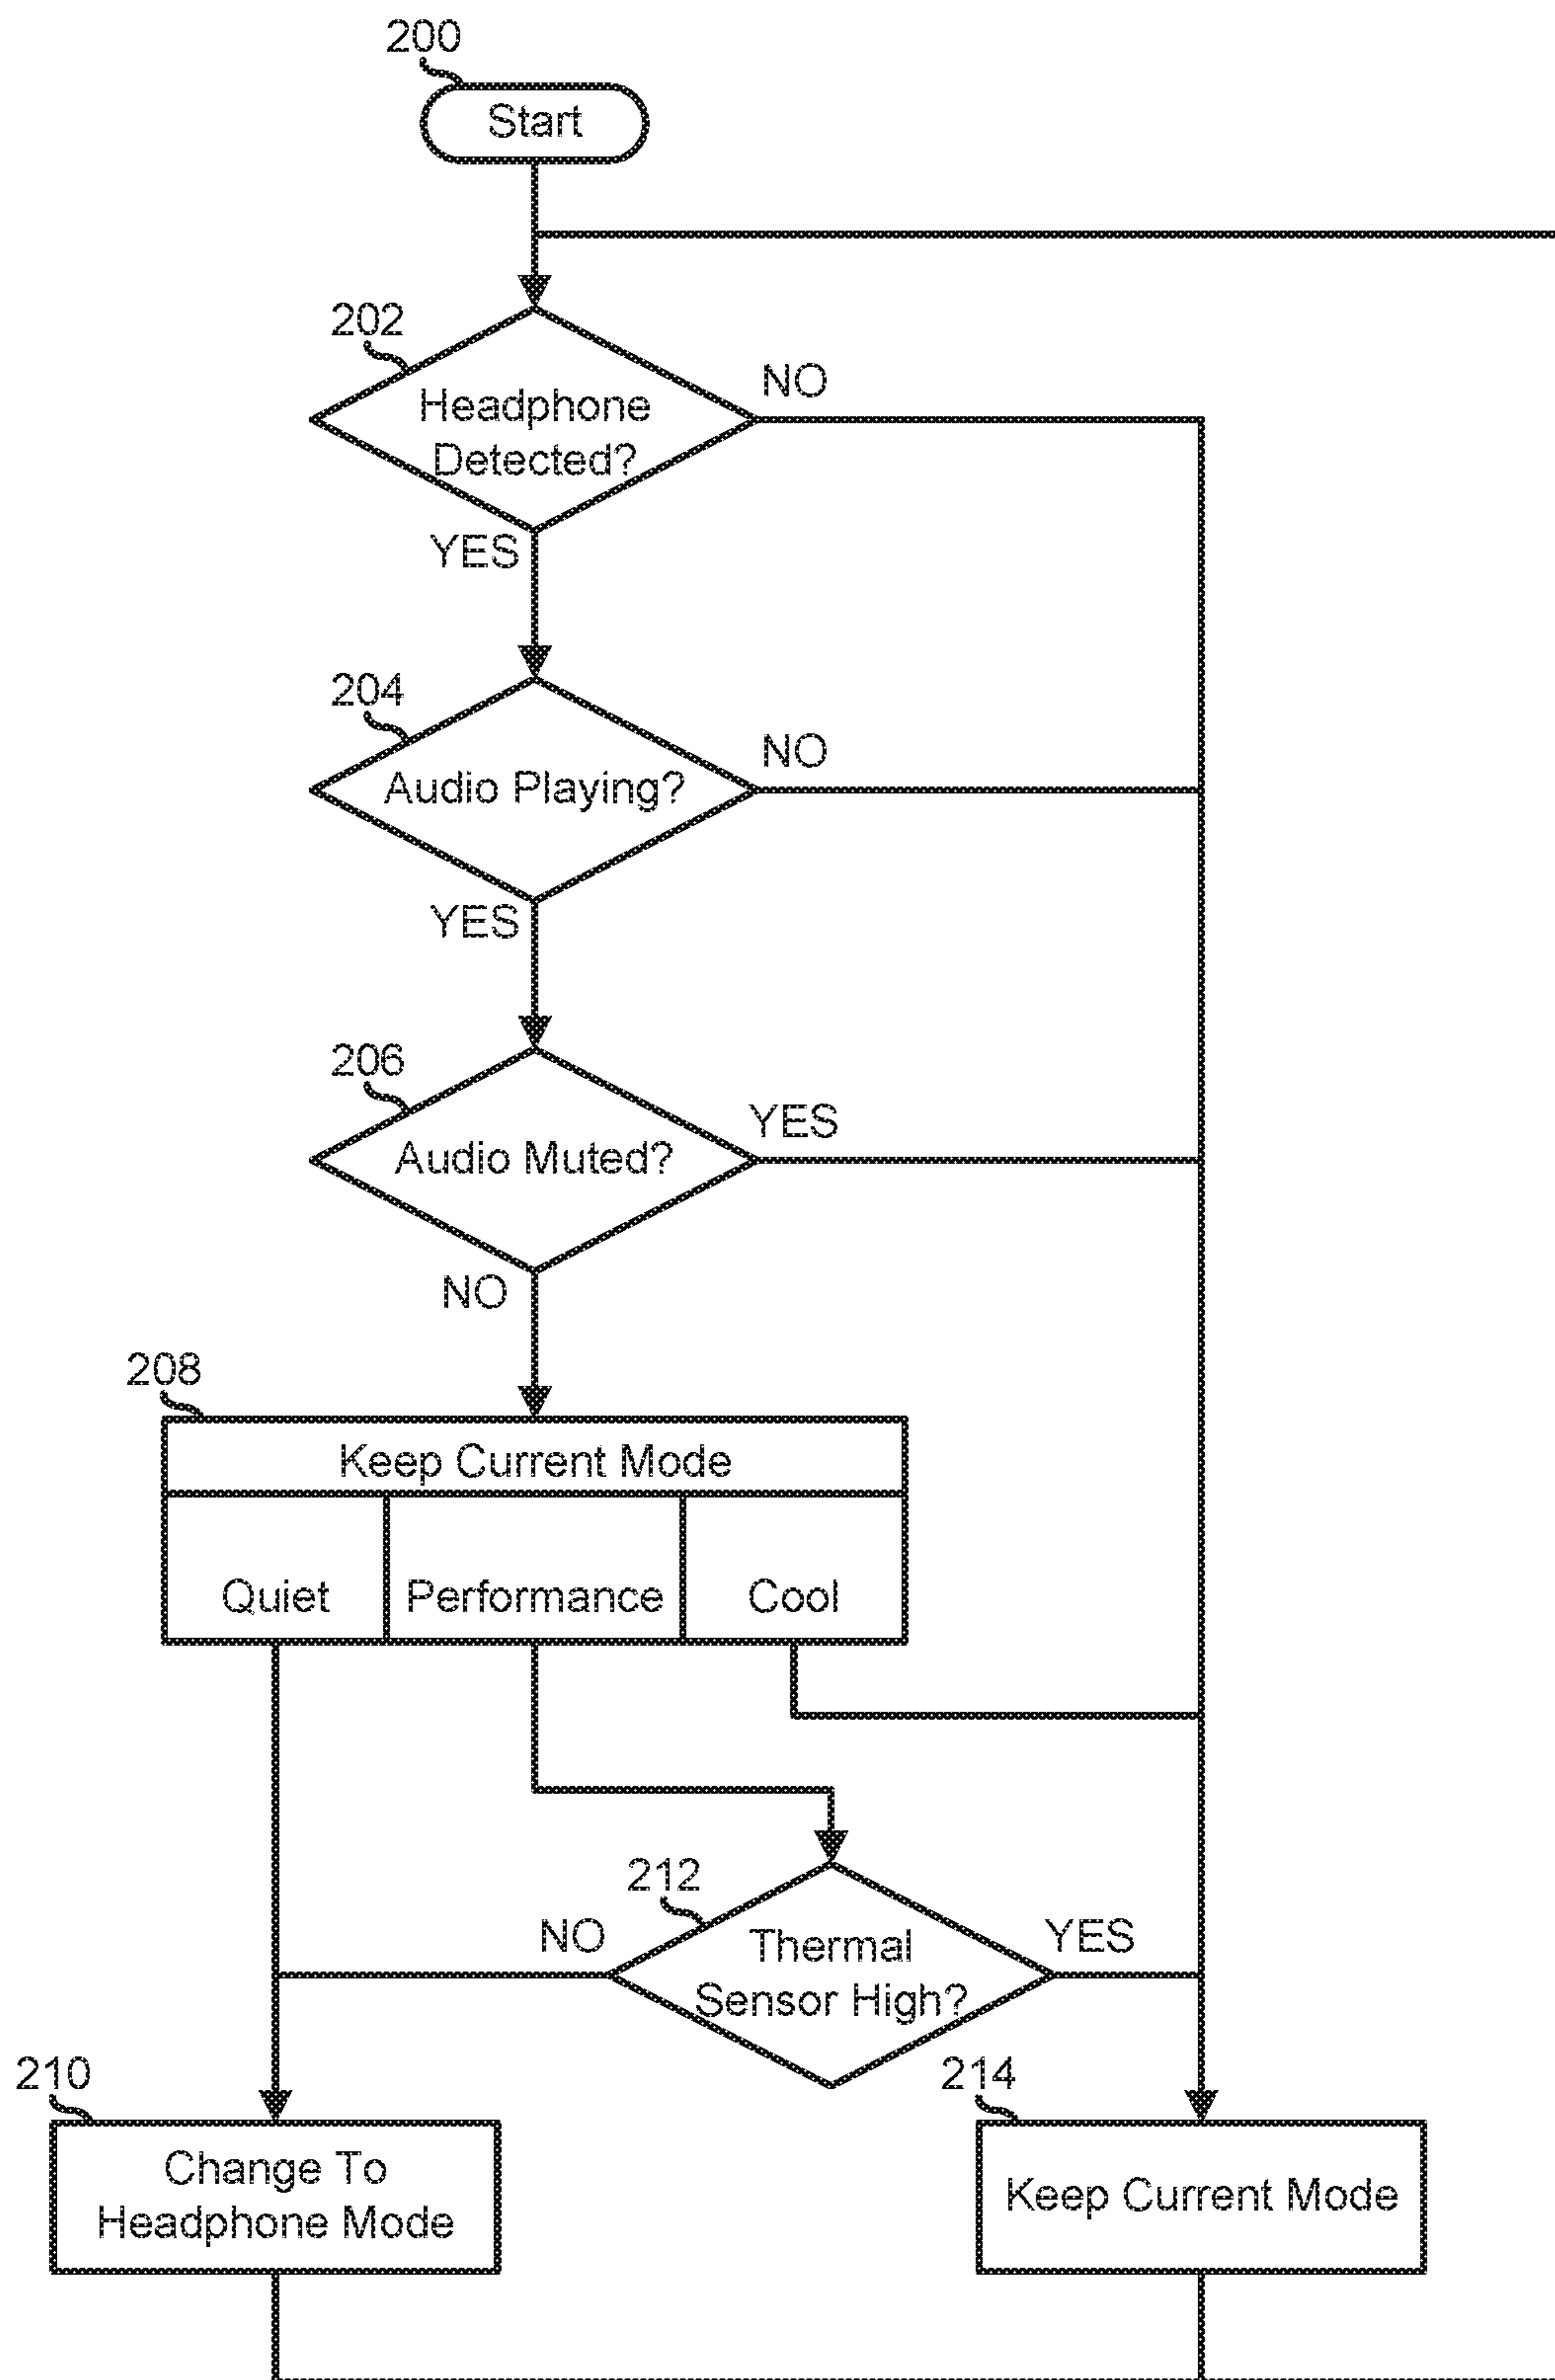 200
Start
202
NO
Headphone
Detected?
YES
204
NO
Audio Playing?
YES
206
YES
Audio Muted?
NO
208
Keep Current Mode
Quiet Performance Cool
212
NO
YES
Thermal
Sensor High?
210
214
Change To
Headphone Mode
Keep Current Mode